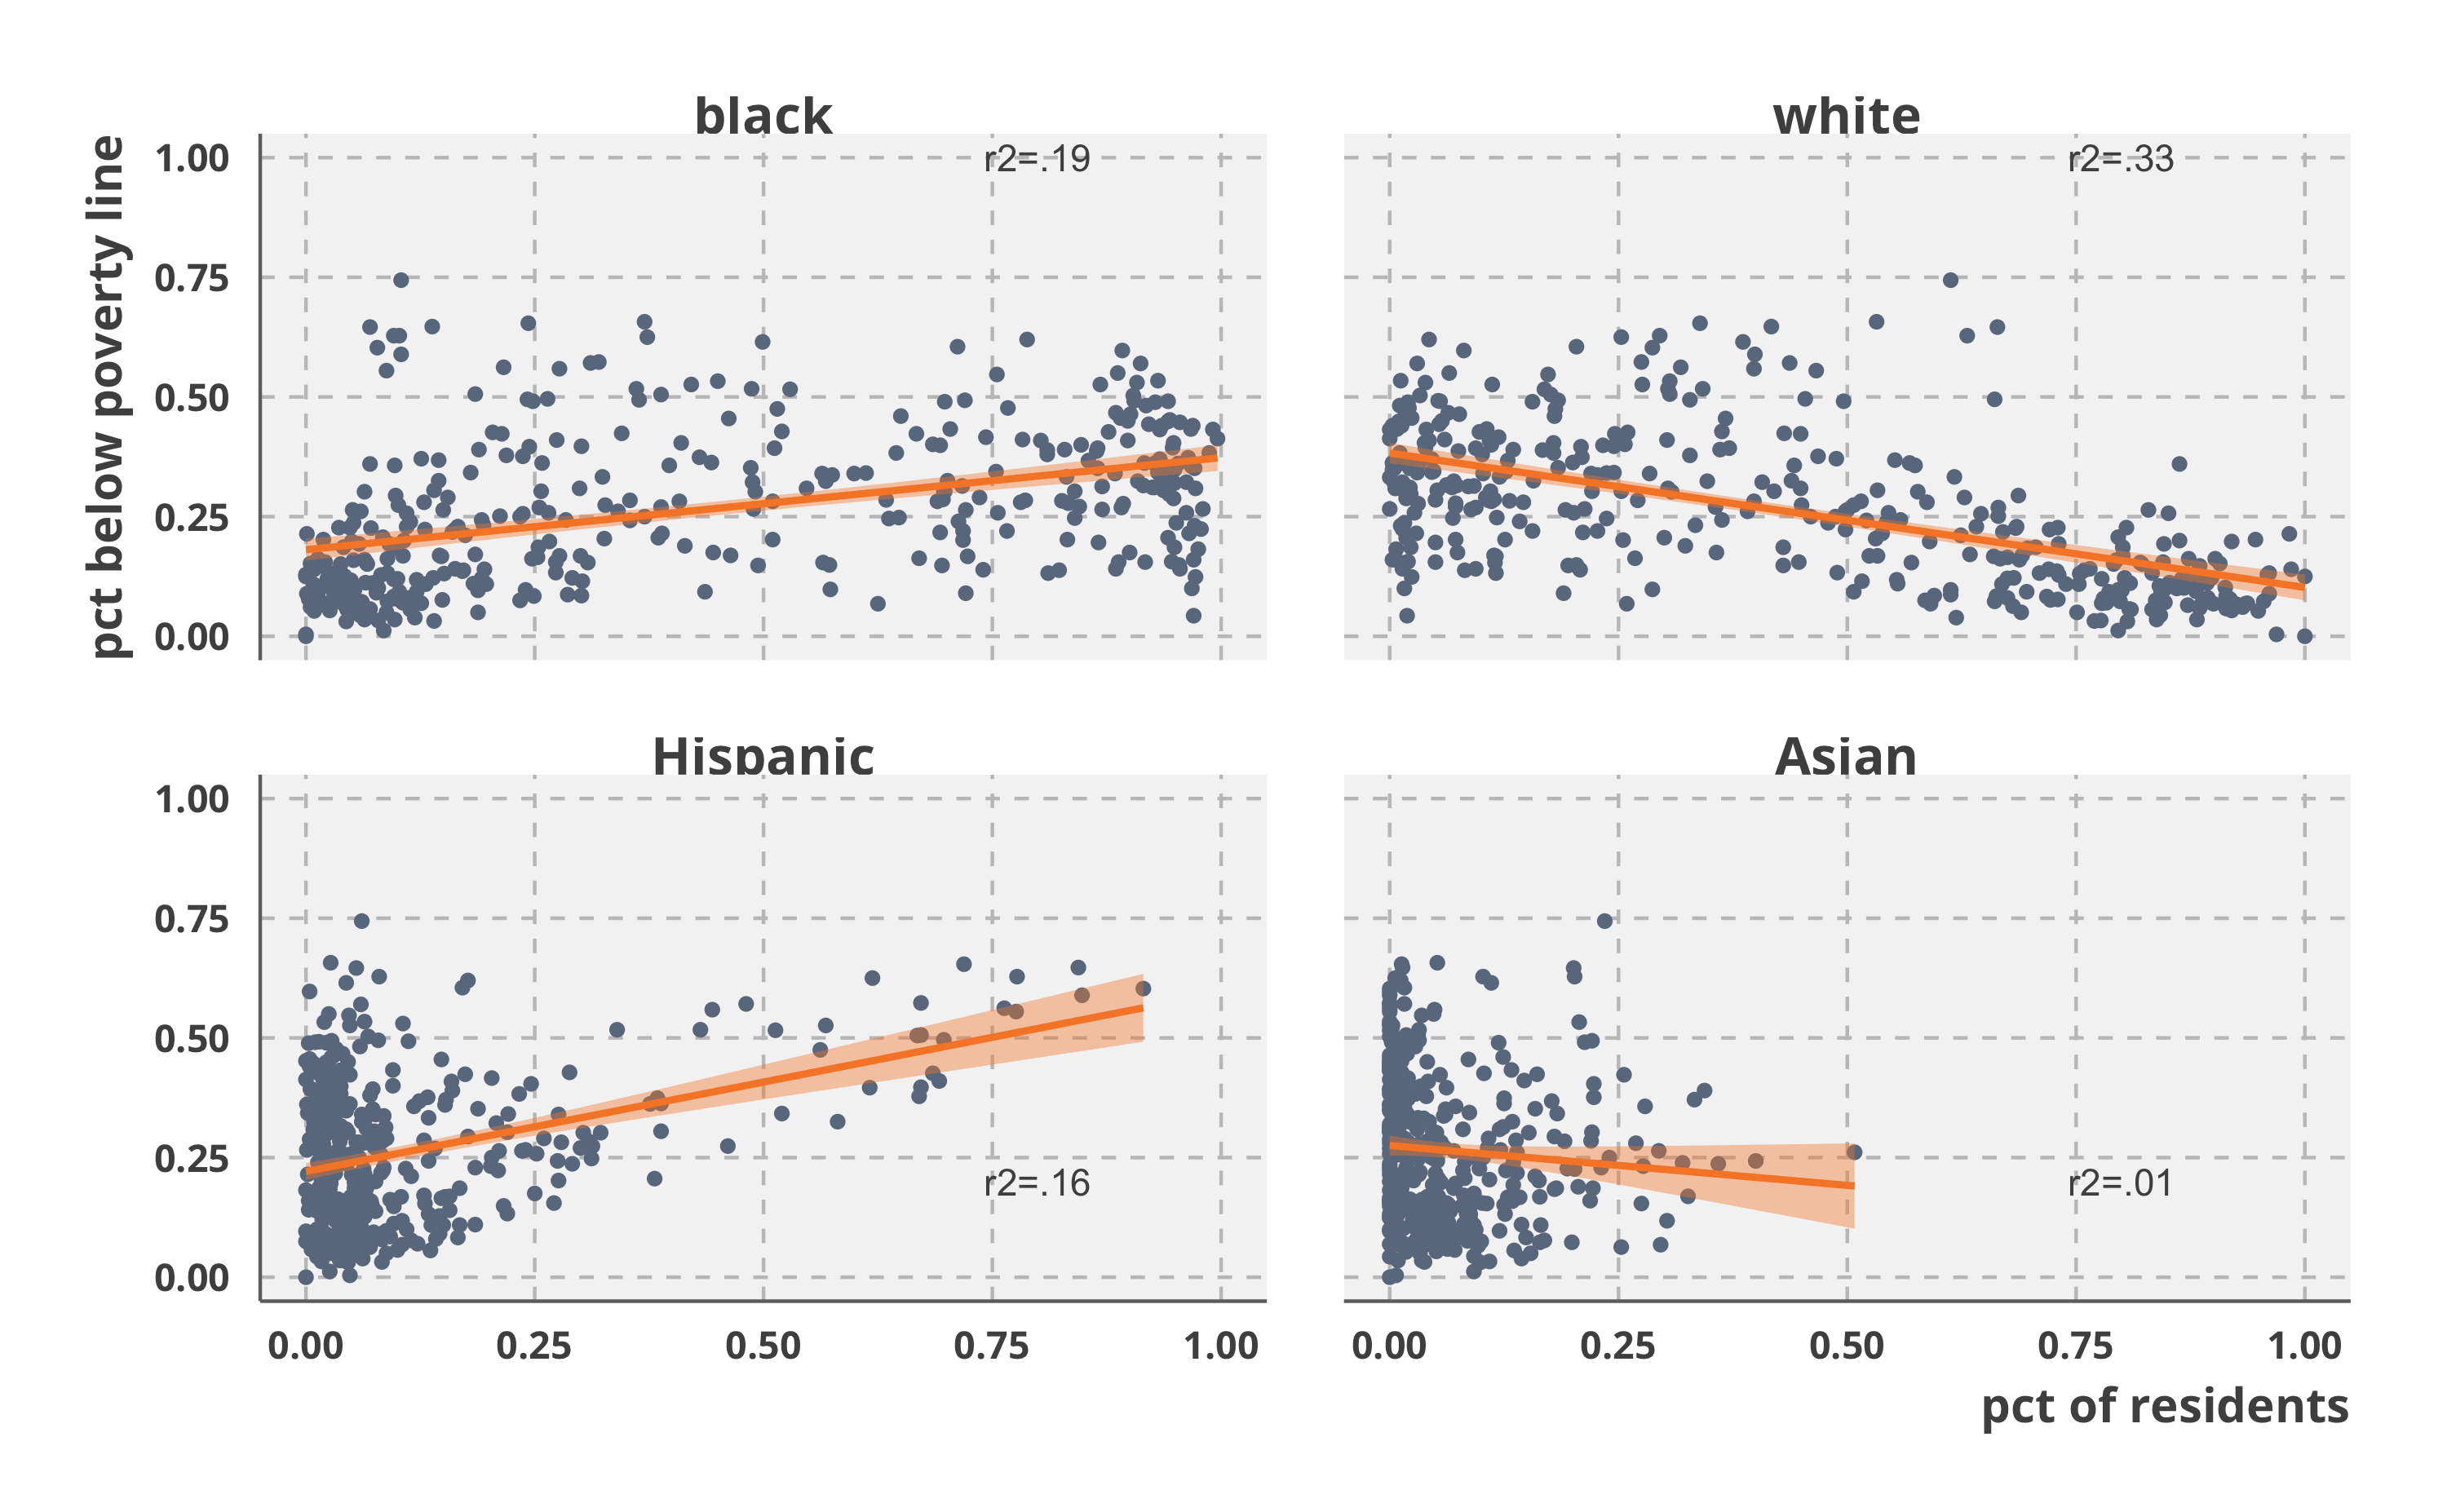 black
white
pct below poverty line
1.00
0.75
0.50
0.25
0.00
r2=.19
r2=.33
Hispanic
Asian
1.00
0.75
0.50
0.25
0.00
r2=.16
r2=.01
0.00 0.25 0.50 0.75 1.00
0.00 0.25 0.50 0.75 1.00
pct of residents